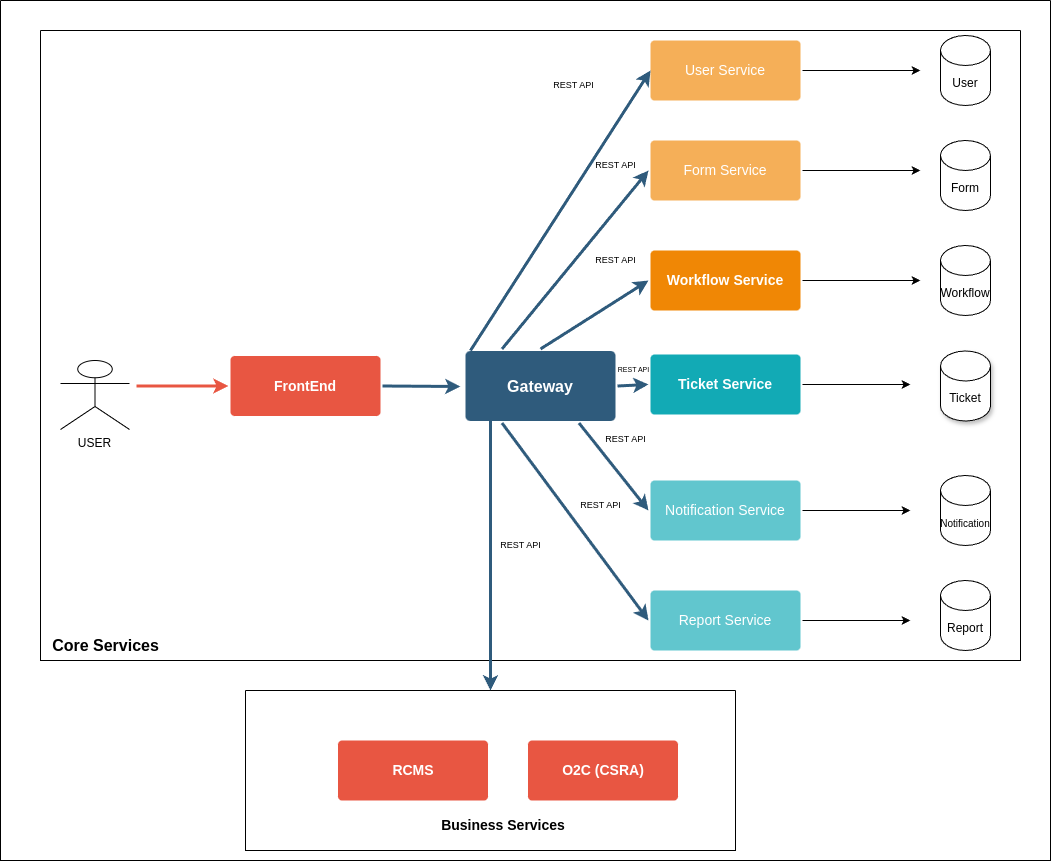 User Service
User
REST API
REST API
Form Service
Form
REST API
Workflow Service
Workflow
USER
FrontEnd
Gateway
REST API
Ticket Service
Ticket
REST API
REST API
Notification Service
Notification
REST API
Report Service
Report
Core Services
RCMS
O2C (CSRA)
Business Services